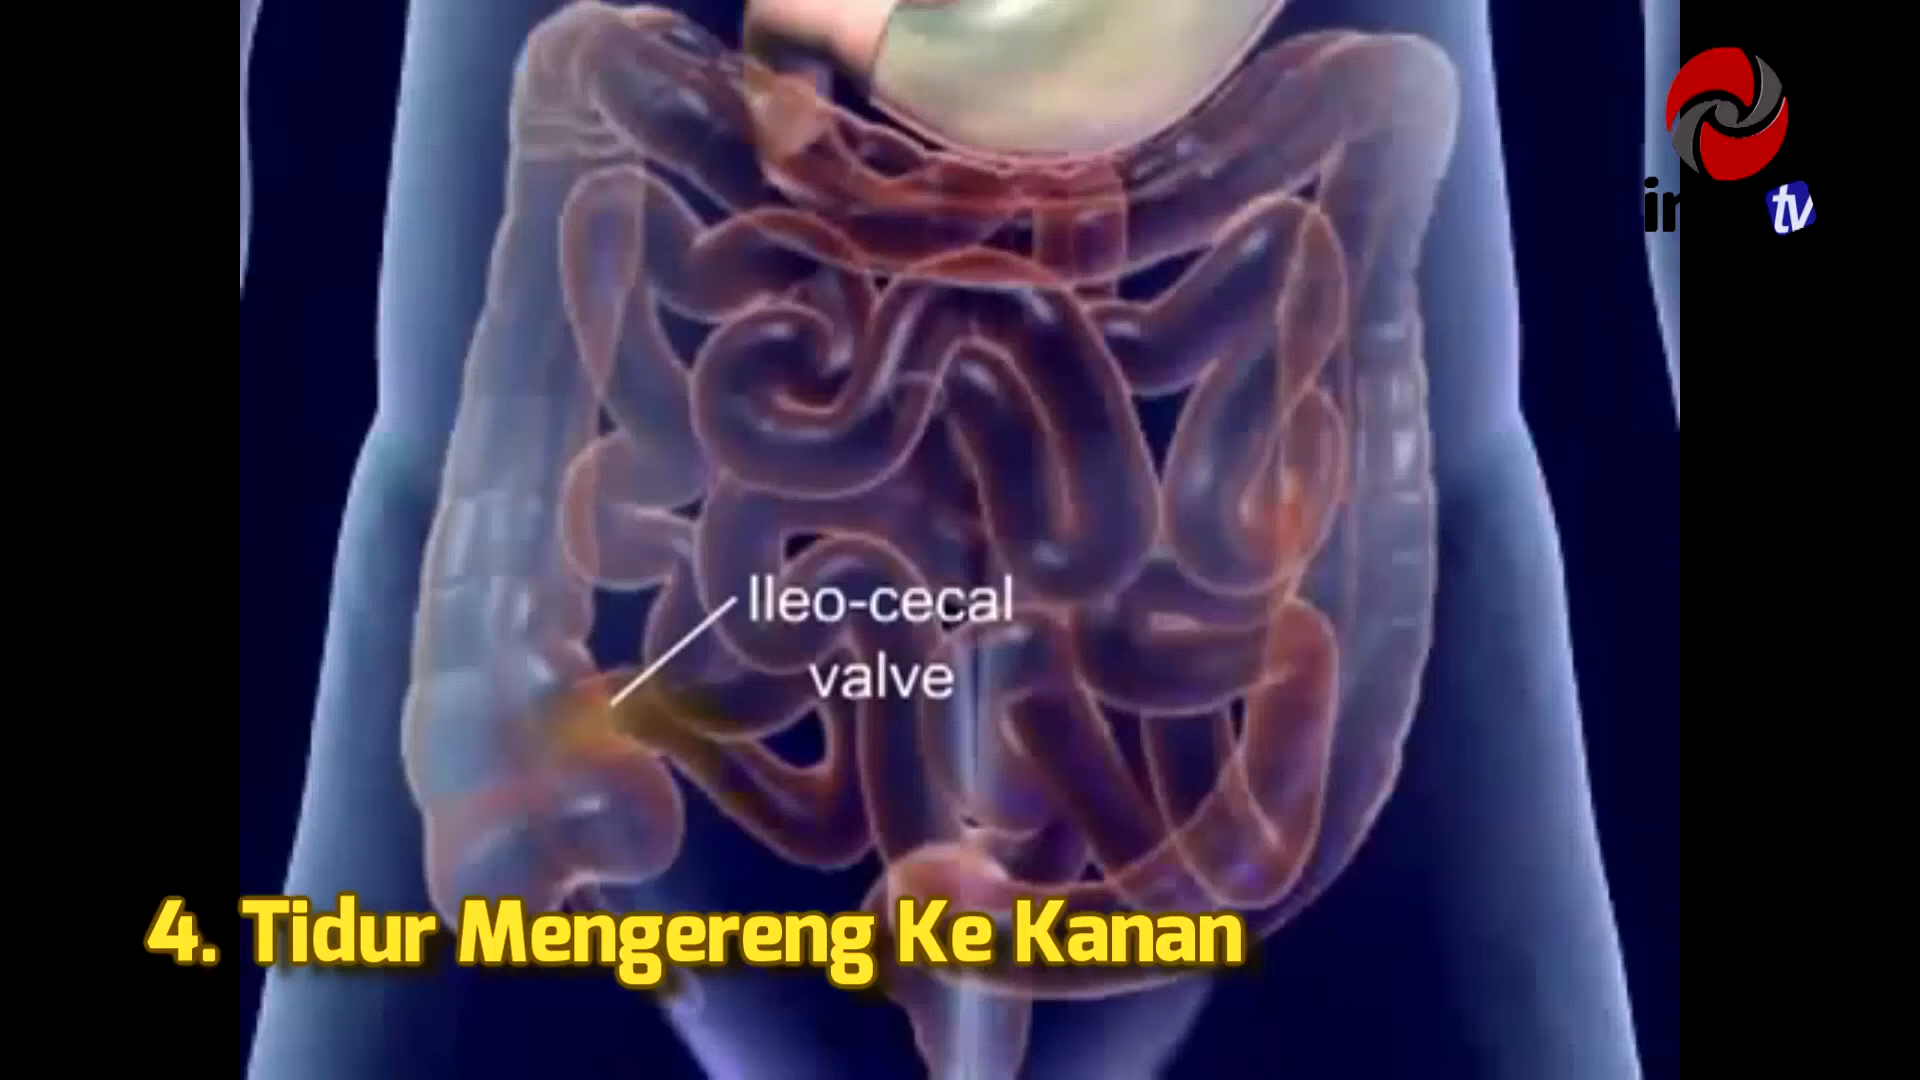 tv
Ileo-cecal
valve
4. Tidur Mengereng Ke Kanan